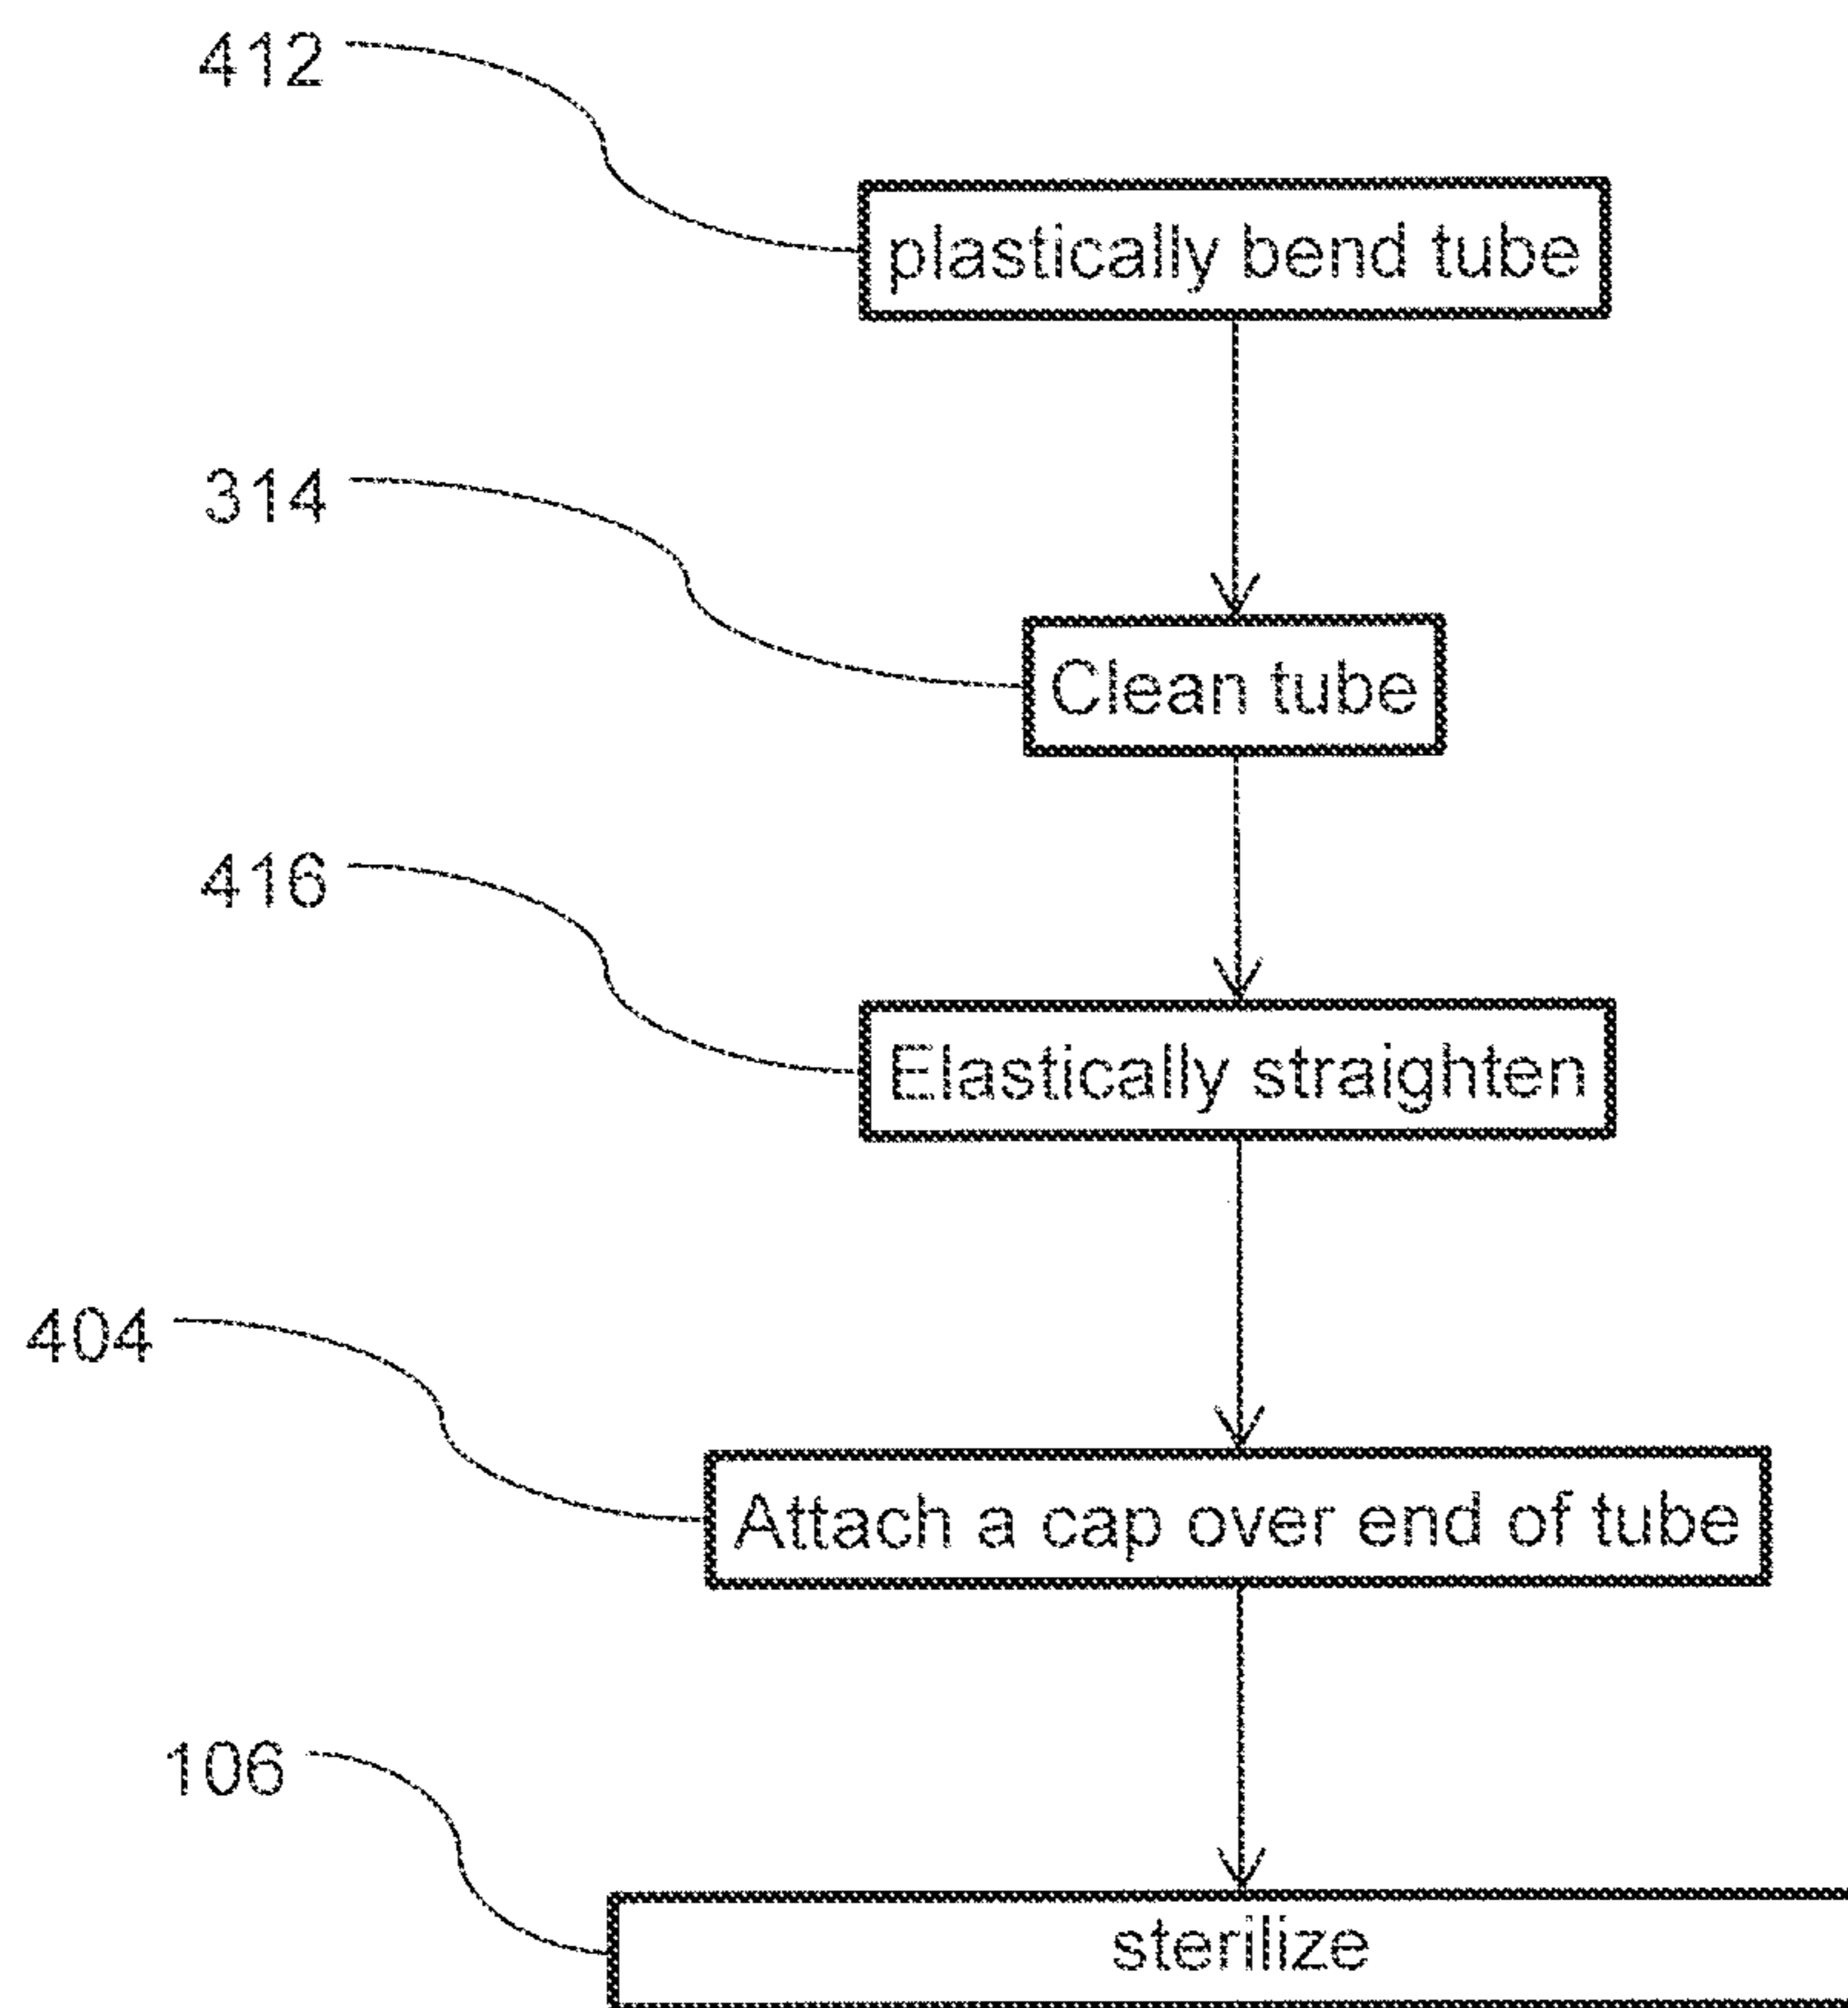 412
plastically bend tube
314
Clean tube
416
Elastically straighten
404
Attach a cap over end of tube
106
sterilize